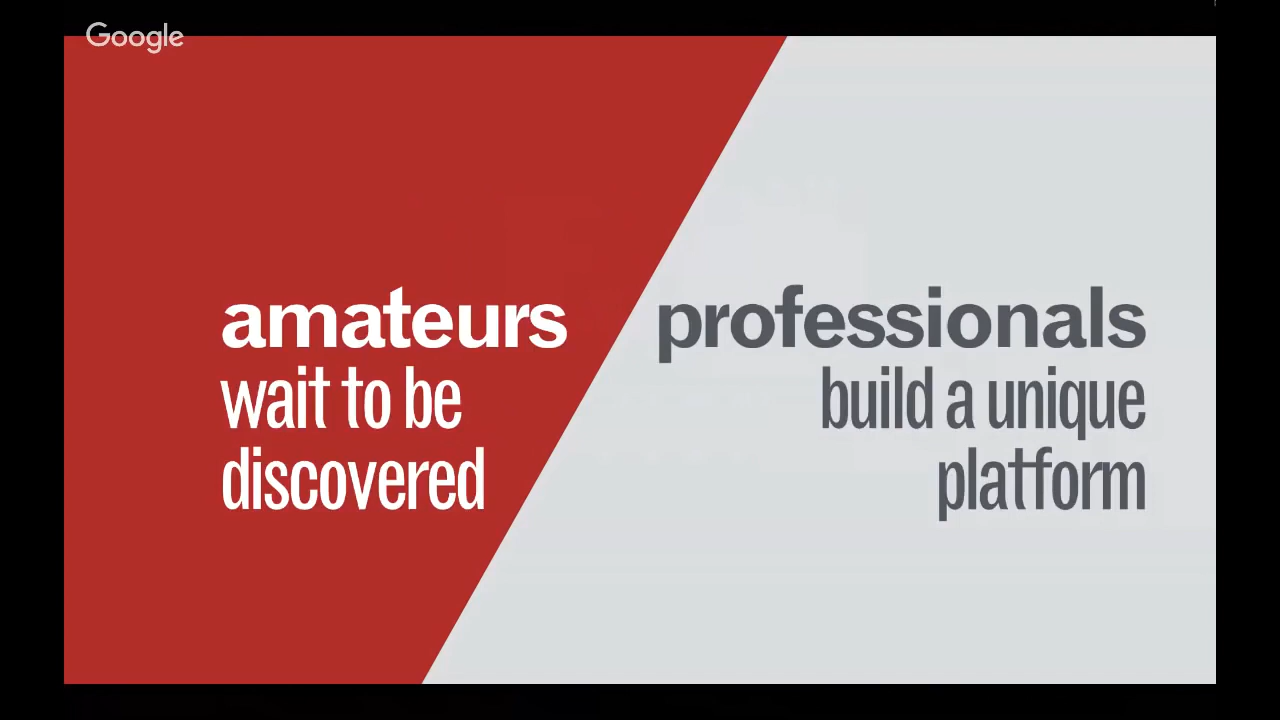 Google
amateurs
wait to be
discovered
professionals
build a unique
platform